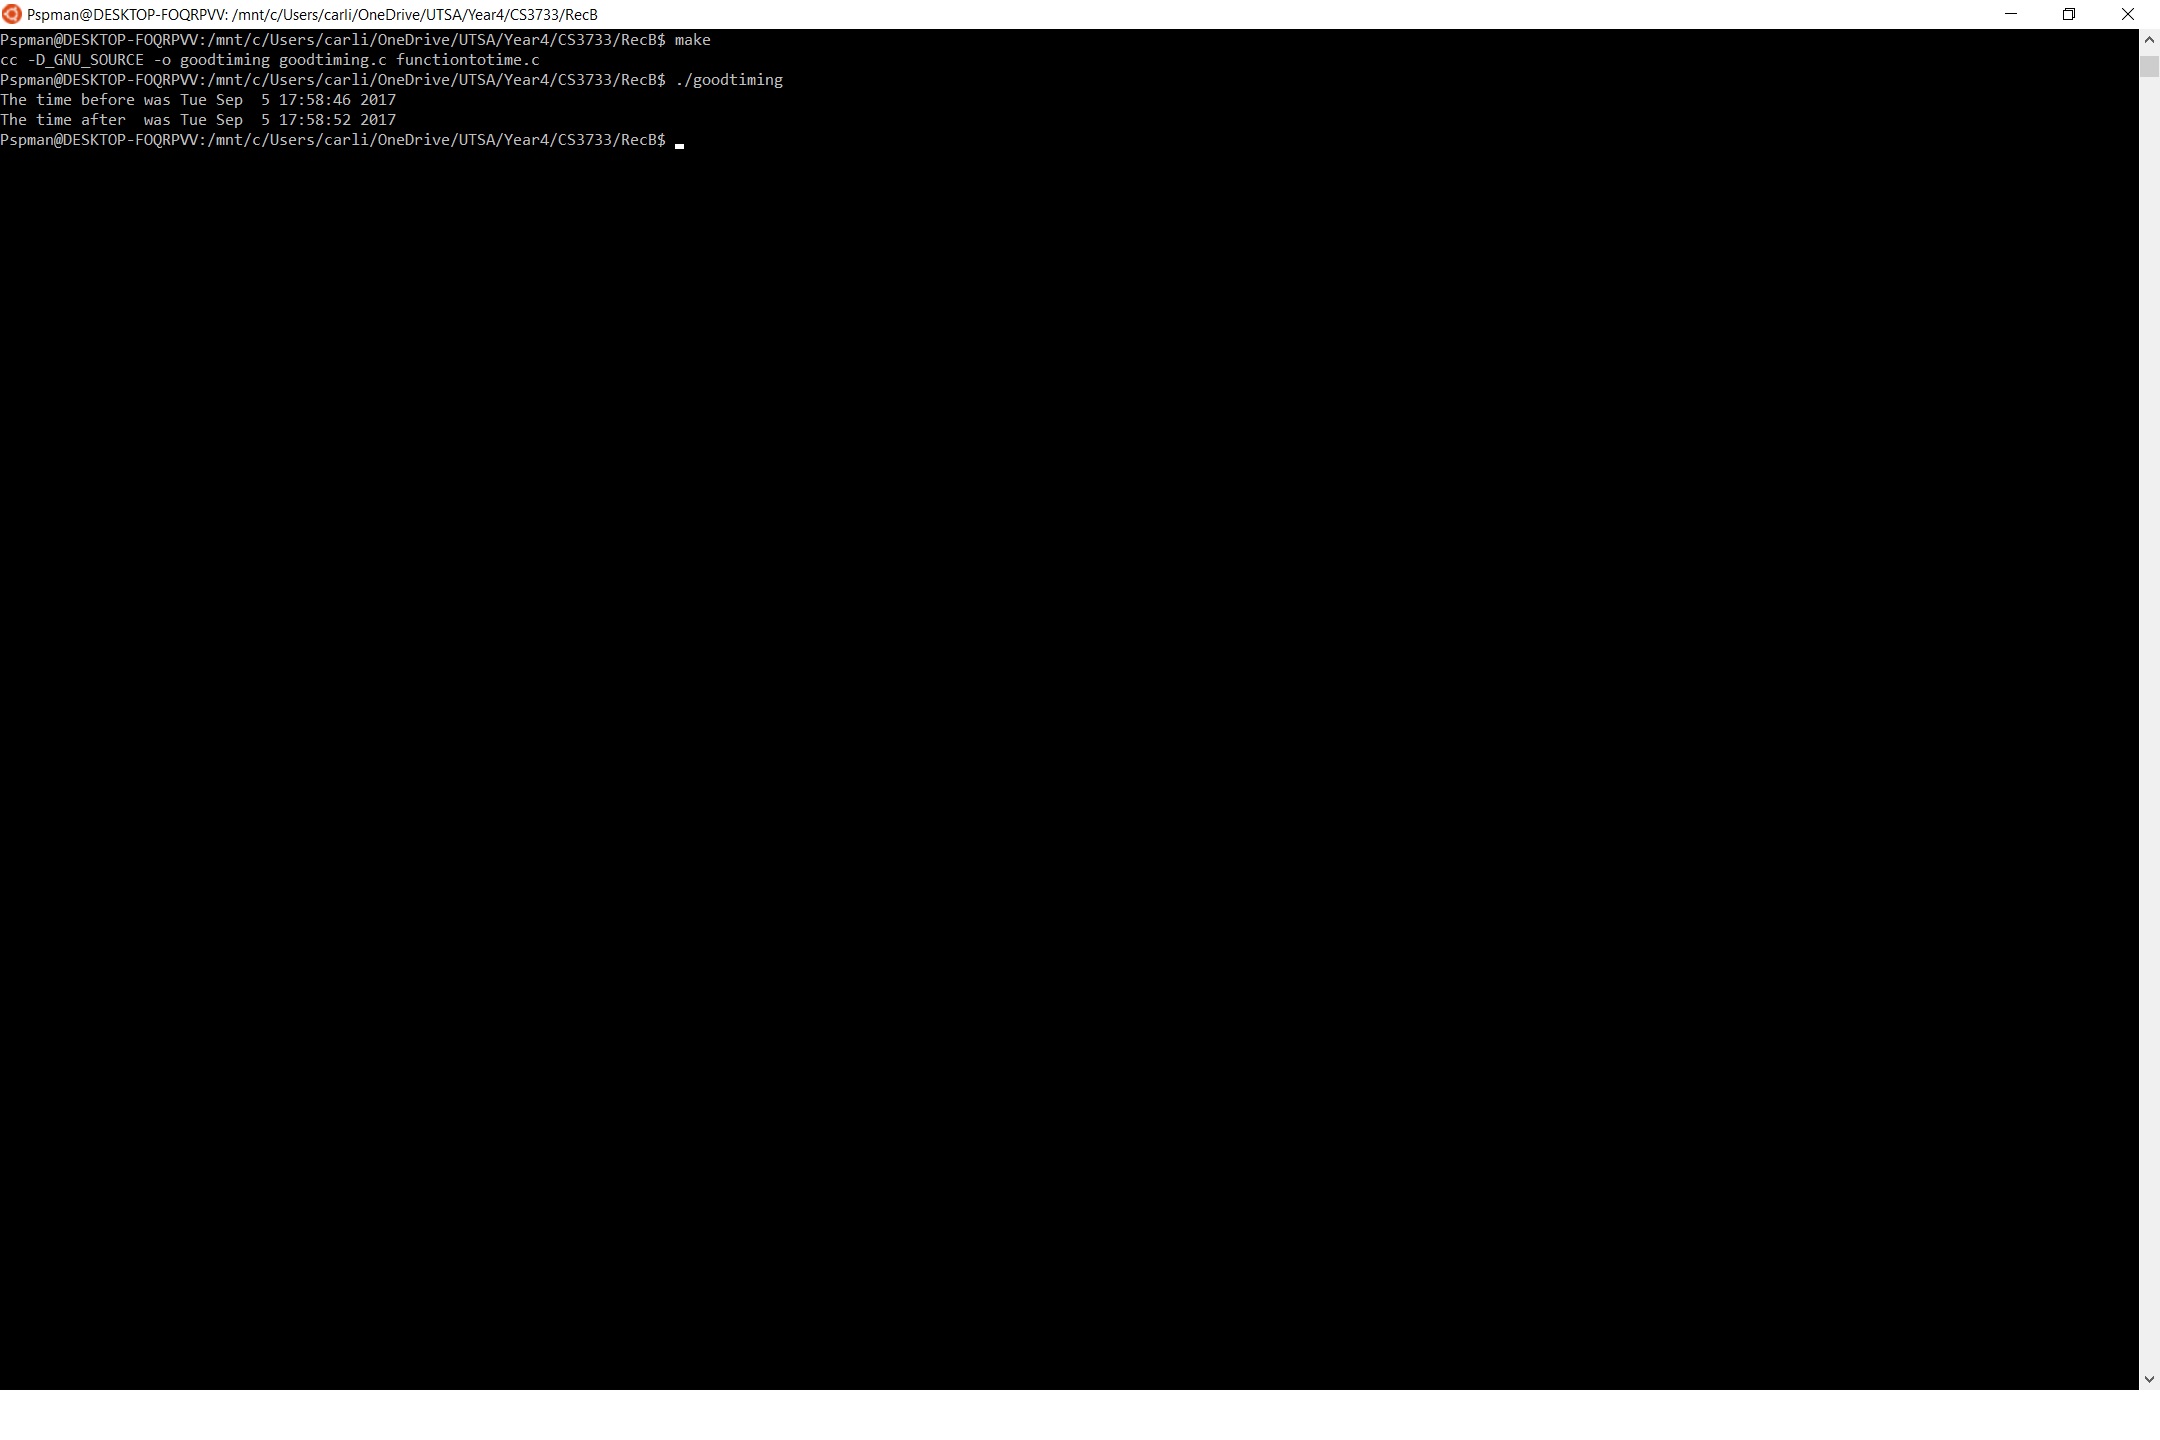 Pspman@DESKTOP-FOQRPVV: /mnt/c/Users/carli/OneDrive/UTSA/Year4/CS3733/RecB
Pspman@DESKTOP-FOQRPVV:/mnt/c/Users/carli/OneDrive/UTSA/Year4/CS3733/RecB$ make
cc -D_GNU_SOURCE -o goodtiming goodtiming.c functiontotime.c
Pspman@DESKTOP-FOQRPVV:/mnt/c/Users/carli/OneDrive/UTSA/Year4/CS3733/RecB$ ./goodtiming
The time before was Tue Sep  5 17:58:46 2017
The time after  was Tue Sep  5 17:58:52 2017
Pspman@DESKTOP-FOQRPVV:/mnt/c/Users/carli/OneDrive/UTSA/Year4/CS3733/RecB$